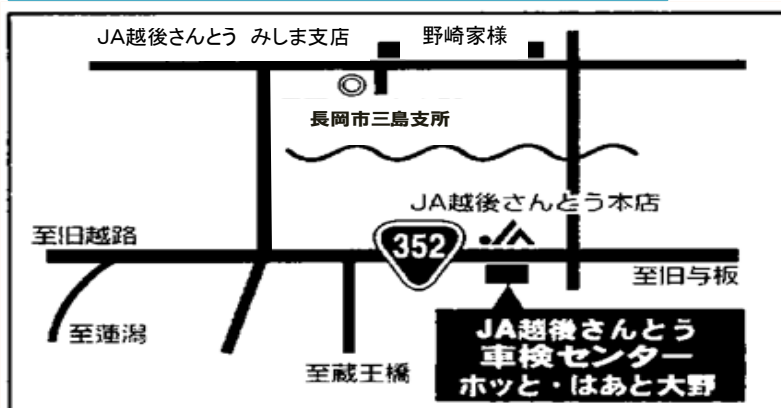 JA越後さんとう みしま支店
野崎家様
長岡市三島支所
JA越後さんとう本店
352
至旧越路
至旧与板
至蓮潟
至蔵王橋
JA越後さんとう
車検センター
ホッと・はあと大野